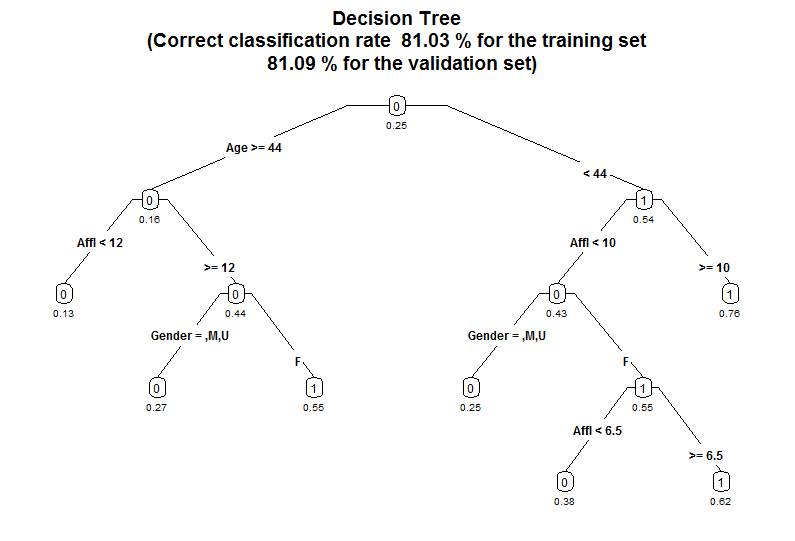 Decision Tree
(Correct classification rate 81.03 % for the training set
81.09 % for the validation set)
0
0.25
Age >= 44
< 44
0
0.16
1
0.54
Affl < 12
>= 12
Affl < 10
>= 10
0
0.13
0
0.44
0
0.43
1
0.76
Gender = ,M,U
F
Gender = ,M,U
F
0
0.27
1
0.55
0
0.25
1
0.55
Affl < 6.5
>= 6.5
0
0.38
1
0.62